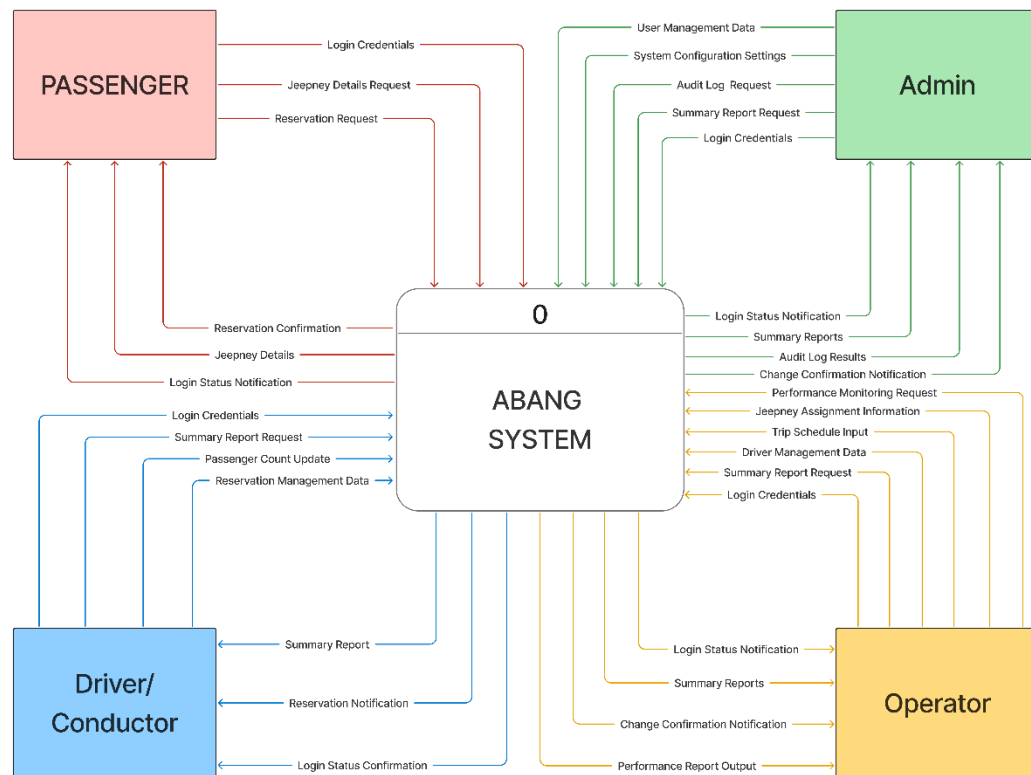 PASSENGER
Login Credentials
Jeepney Details Request
Reservation Request
User Management Data
System Configuration Settings
Audit Log Request
Summary Report Request
Login Credentials
Admin
0
ABANG
SYSTEM
Reservation Confirmation
Jeepney Details
Login Status Notification
Login Status Notification
Summary Reports
Audit Log Results
Change Confirmation Notification
Login Credentials
Summary Report Request
Passenger Count Update
Reservation Management Data
Performance Monitoring Request
Jeepney Assignment Information
Trip Schedule Input
Driver Management Data
Summary Report Request
Login Credentials
Driver/
Conductor
Summary Report
Reservation Notification
Login Status Confirmation
Login Status Notification
Summary Reports
Change Confirmation Notification
Performance Report Output
Operator